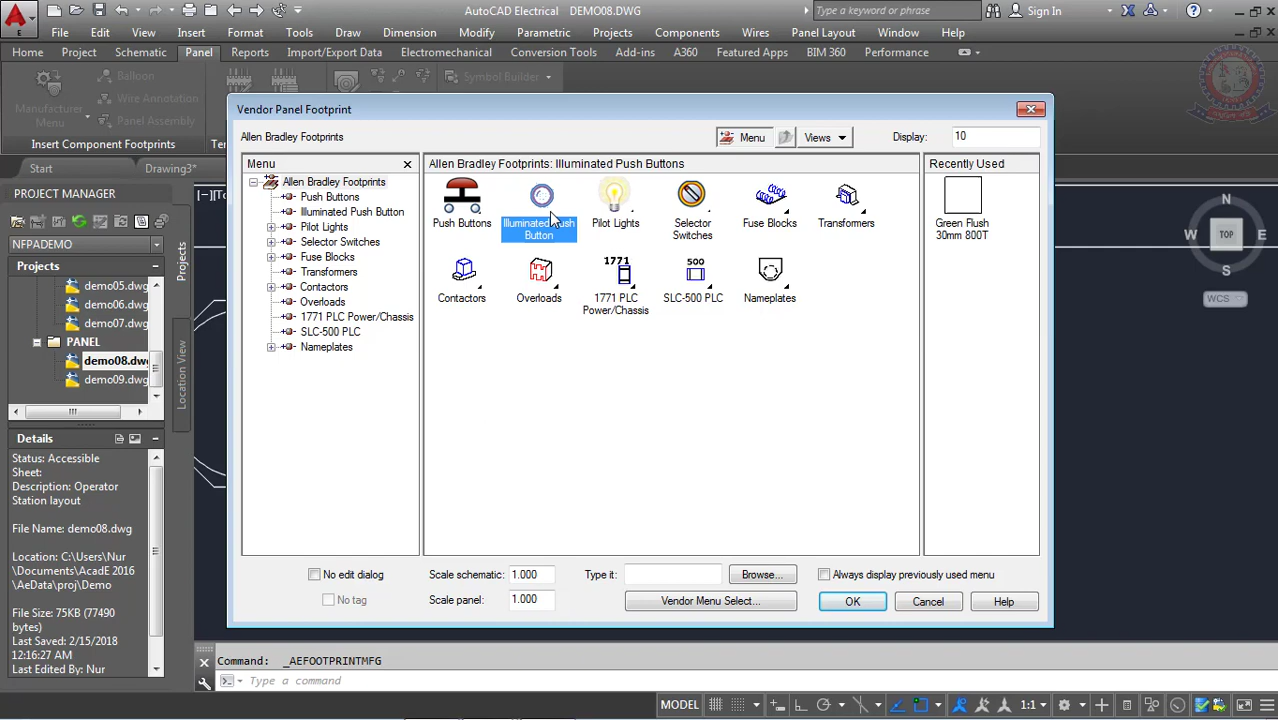 AutoCAD Electrical DEMO08.DWG
Type a keyword or phrase
Sign In
File Edit View Insert Format Tools Draw Dimension Modify Parametric Projects Components Wires Panel Layout Window Help
Home Project Schematic Panel Reports Import/Export Data Electromechanical Conversion Tools Add-ins A360 Featured Apps BIM 360 Performance
E
Manufacturer
Menu
Balloon
Wire Annotation
Panel Assembly
Symbol Builder
Insert Component Footprints
Ter
Start
Drawing3*
Vendor Panel Footprint
Allen Bradley Footprints
Menu
Views
Display:
10
Menu
Allen Bradley Footprints
Push Buttons
Illuminated Push Button
Pilot Lights
Selector Switches
Fuse Blocks
Transformers
Contactors
Overloads
1771 PLC Power/Chassis
SLC-500 PLC
Nameplates
Allen Bradley Footprints: Illuminated Push Buttons
Push Buttons
Illuminated Push
Button
Pilot Lights
Selector
Switches
Fuse Blocks
Transformers
Contactors
Overloads
1771
1771 PLC
Power/Chassis
500
SLC-500 PLC
Nameplates
Recently Used
Green Flush
30mm 800T
No edit dialog
No tag
Scale schematic:
1.000
Scale panel:
1.000
Type it:
Browse...
Vendor Menu Select...
Always display previously used menu
OK
Cancel
Help
PROJECT MANAGER
NFPADEMO
Projects
demo05.dwg
demo06.dwg
demo07.dwg
PANEL
demo08.dwg
demo09.dwg
Projects
Location View
Details
Status: Accessible
Sheet:
Description: Operator
Station layout
File Name: demo08.dwg
Location: C:\Users\Nur
\Documents\AcadE 2016
\AeData\proj\Demo
File Size: 75KB (77490
bytes)
Last Saved: 2/15/2018
12:16:27 AM
Last Edited By: Nur
[–][To
N
W
TOP
E
S
WCS
Command: _AEFOOTPRINTMFG
Type a command
MODEL
1:1